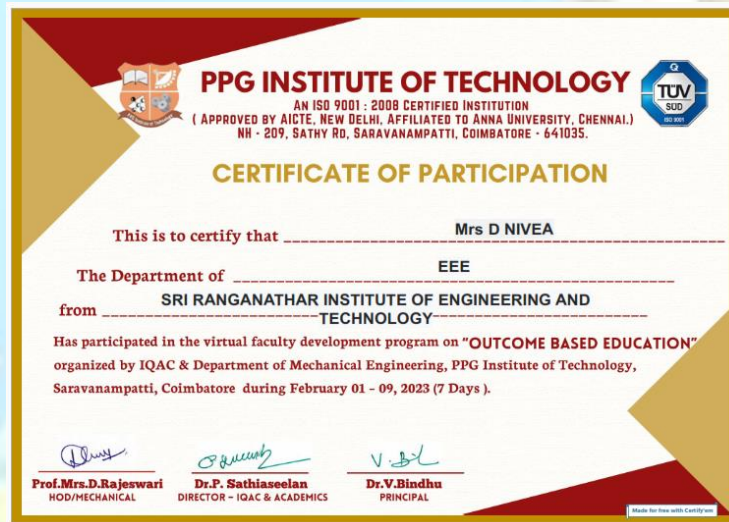 PPG INSTITUTE OF TECHNOLOGY
AN ISO 9001 : 2008 CERTIFIED INSTITUTION
( APPROVED BY AICTE, NEW DELHI, AFFILIATED TO ANNA UNIVERSITY, CHENNAI.)
NH - 209, SATHY RD, SARAVANAMPATTI, COIMBATORE - 641035.
Q
TÜV
SUD
ISO 9001
CERTIFICATE OF PARTICIPATION
This is to certify that Mrs D NIVEA
The Department of EEE
from SRI RANGANATHAR INSTITUTE OF ENGINEERING AND
TECHNOLOGY
Has participated in the virtual faculty development program on "OUTCOME BASED EDUCATION"
organized by IQAC & Department of Mechanical Engineering, PPG Institute of Technology,
Saravanampatti, Coimbatore during February 01 - 09, 2023 (7 Days ).
Prof.Mrs.D.Rajeswari
HOD/MECHANICAL
Dr.P. Sathiaseelan
DIRECTOR - IQAC & ACADEMICS
Dr.V.Bindhu
PRINCIPAL
Made for free with Certify'em